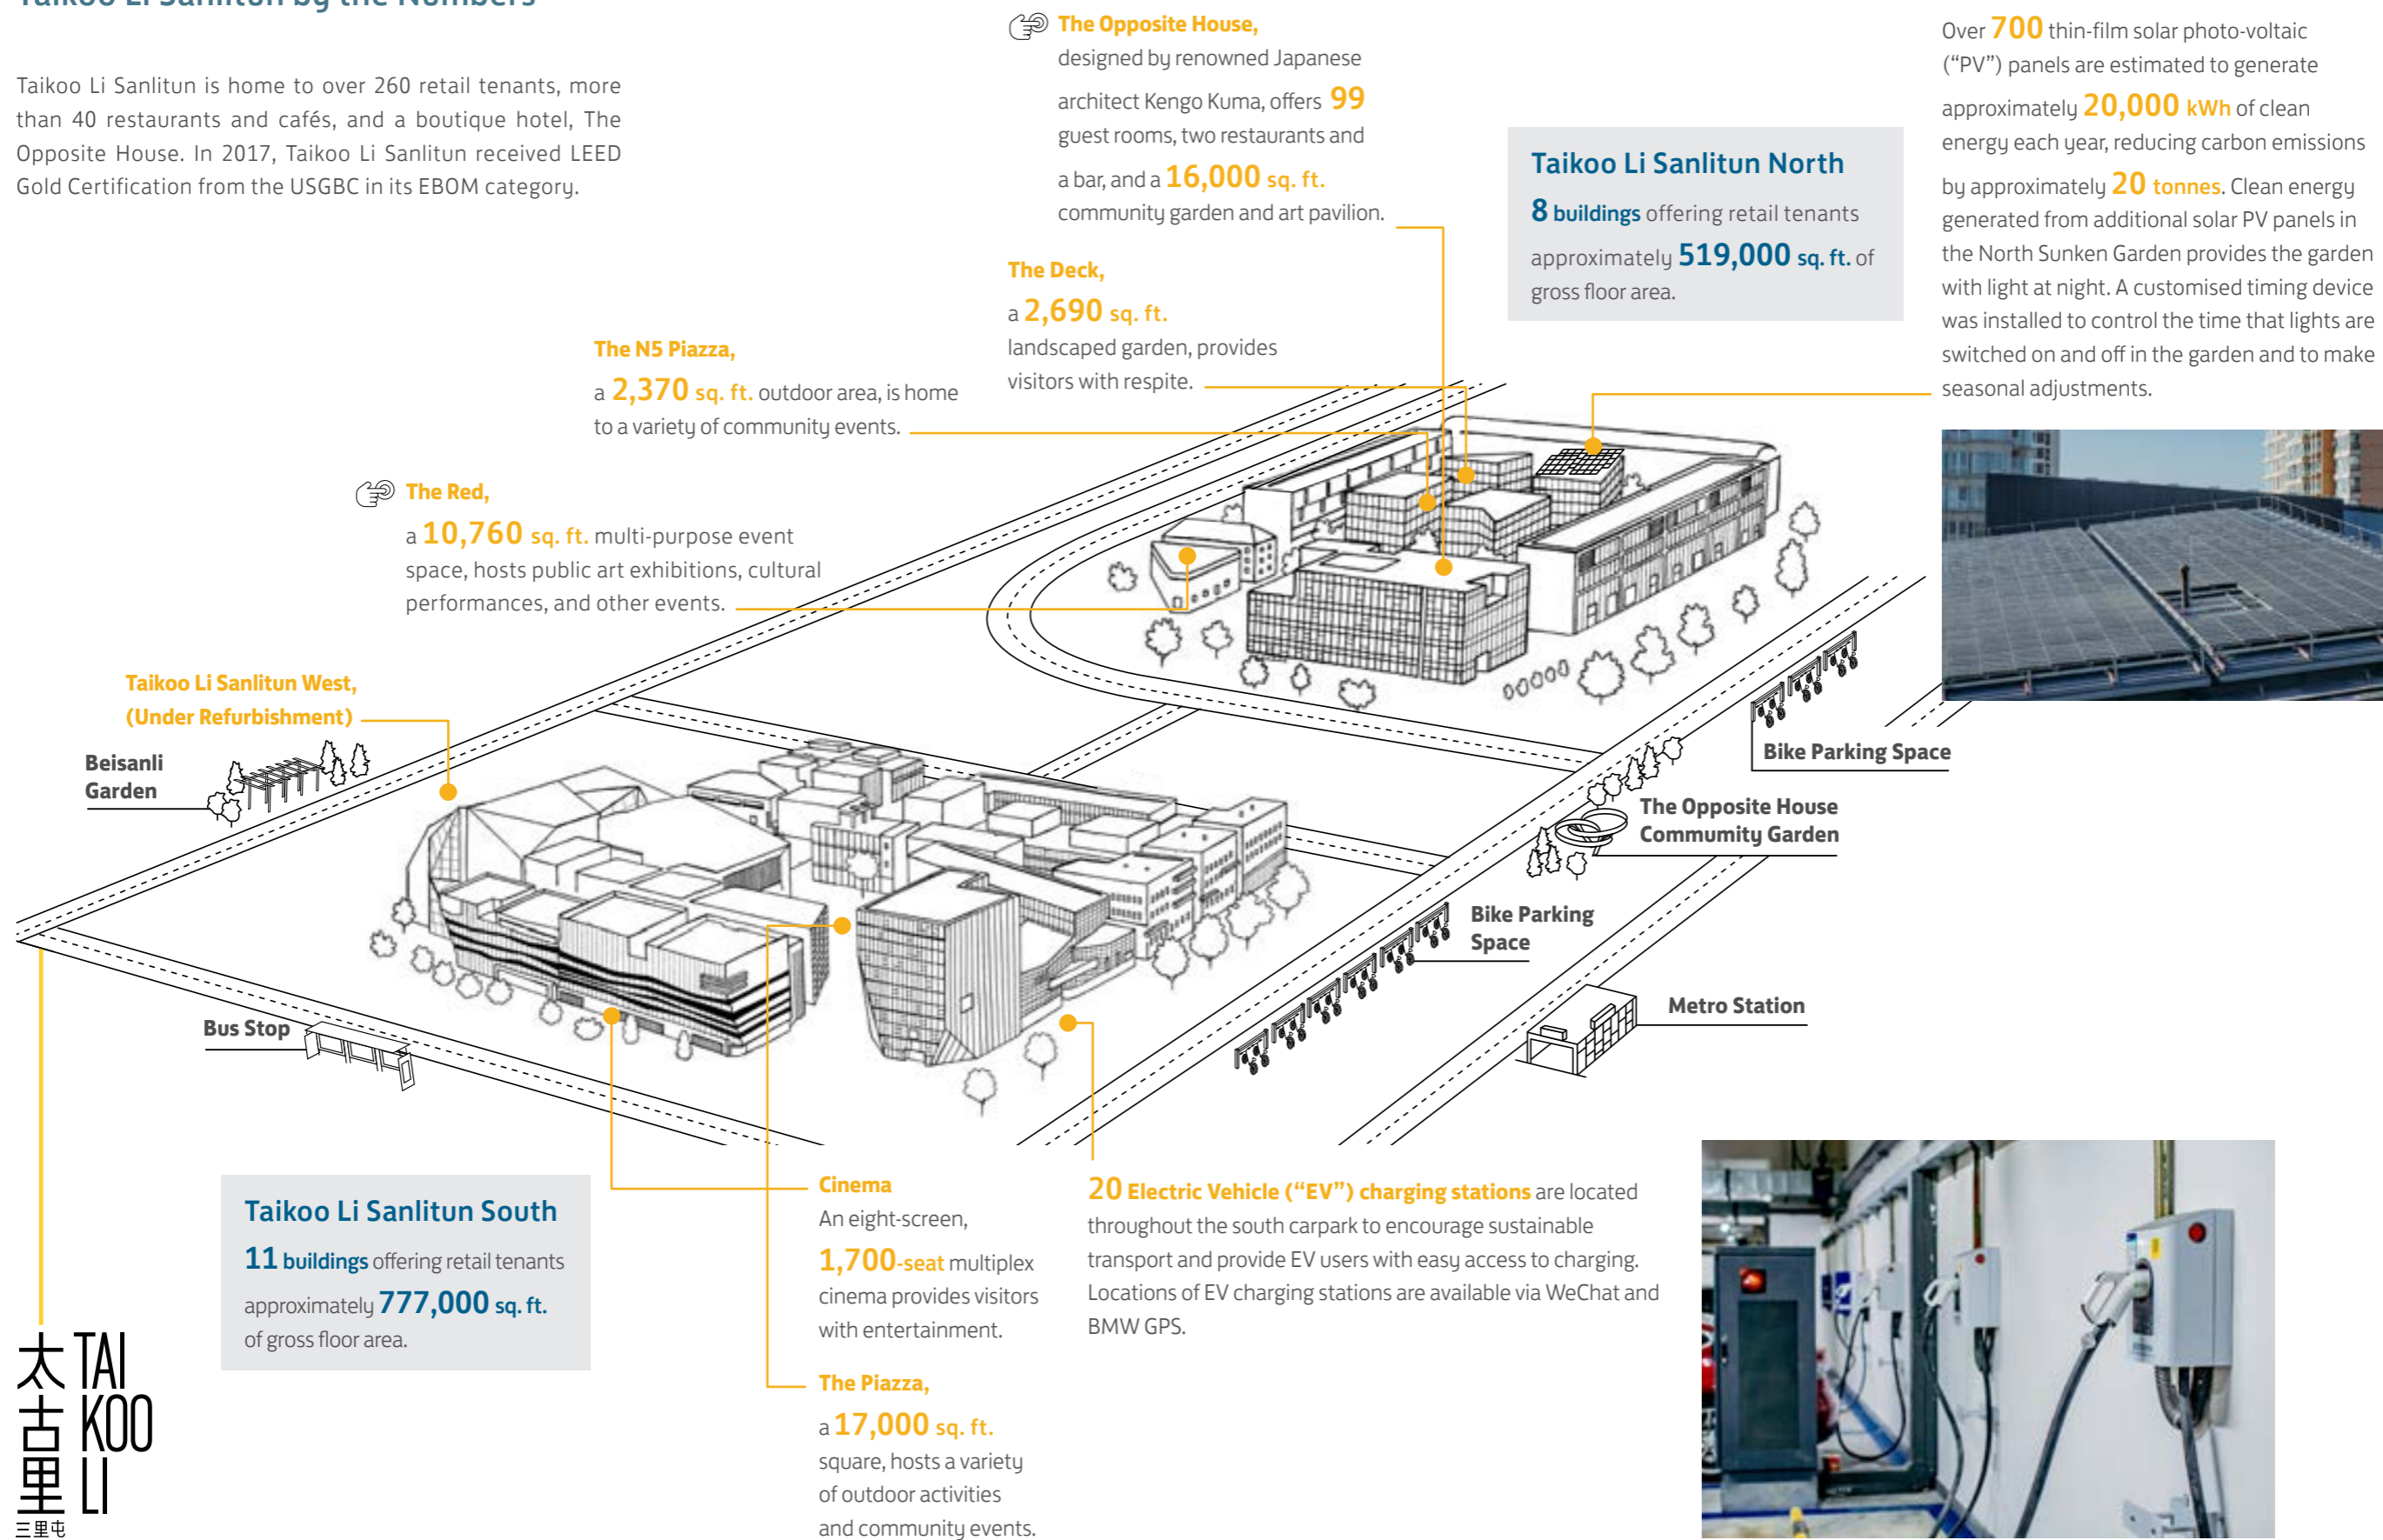 Taikoo Li Sanlitun by the Numbers
Taikoo Li Sanlitun is home to over 260 retail tenants, more
than 40 restaurants and cafés, and a boutique hotel, The
Opposite House. In 2017, Taikoo Li Sanlitun received LEED
Gold Certification from the USGBC in its EBOM category.
The Opposite House,
designed by renowned Japanese
architect Kengo Kuma, offers 99
guest rooms, two restaurants and
a bar, and a 16,000 sq. ft.
community garden and art pavilion.
The Deck,
a 2,690 sq. ft.
landscaped garden, provides
visitors with respite.
The N5 Piazza,
a 2,370 sq. ft. outdoor area, is home
to a variety of community events.
The Red,
a 10,760 sq. ft. multi-purpose event
space, hosts public art exhibitions, cultural
performances, and other events.
Taikoo Li Sanlitun North
8 buildings offering retail tenants
approximately 519,000 sq. ft. of
gross floor area.
Over 700 thin-film solar photo-voltaic
(“PV”) panels are estimated to generate
approximately 20,000 kWh of clean
energy each year, reducing carbon emissions
by approximately 20 tonnes. Clean energy
generated from additional solar PV panels in
the North Sunken Garden provides the garden
with light at night. A customised timing device
was installed to control the time that lights are
switched on and off in the garden and to make
seasonal adjustments.
Taikoo Li Sanlitun West,
(Under Refurbishment)
Beisanli
Garden
Bike Parking Space
The Opposite House
Community Garden
Bike Parking
Space
Metro Station
Bus Stop
Taikoo Li Sanlitun South
11 buildings offering retail tenants
approximately 777,000 sq. ft.
of gross floor area.
Cinema
An eight-screen,
1,700-seat multiplex
cinema provides visitors
with entertainment.
The Piazza,
a 17,000 sq. ft.
square, hosts a variety
of outdoor activities
and community events.
20 Electric Vehicle (“EV”) charging stations are located
throughout the south carpark to encourage sustainable
transport and provide EV users with easy access to charging.
Locations of EV charging stations are available via WeChat and
BMW GPS.
太古里
TAI
KOO
LI
三里屯